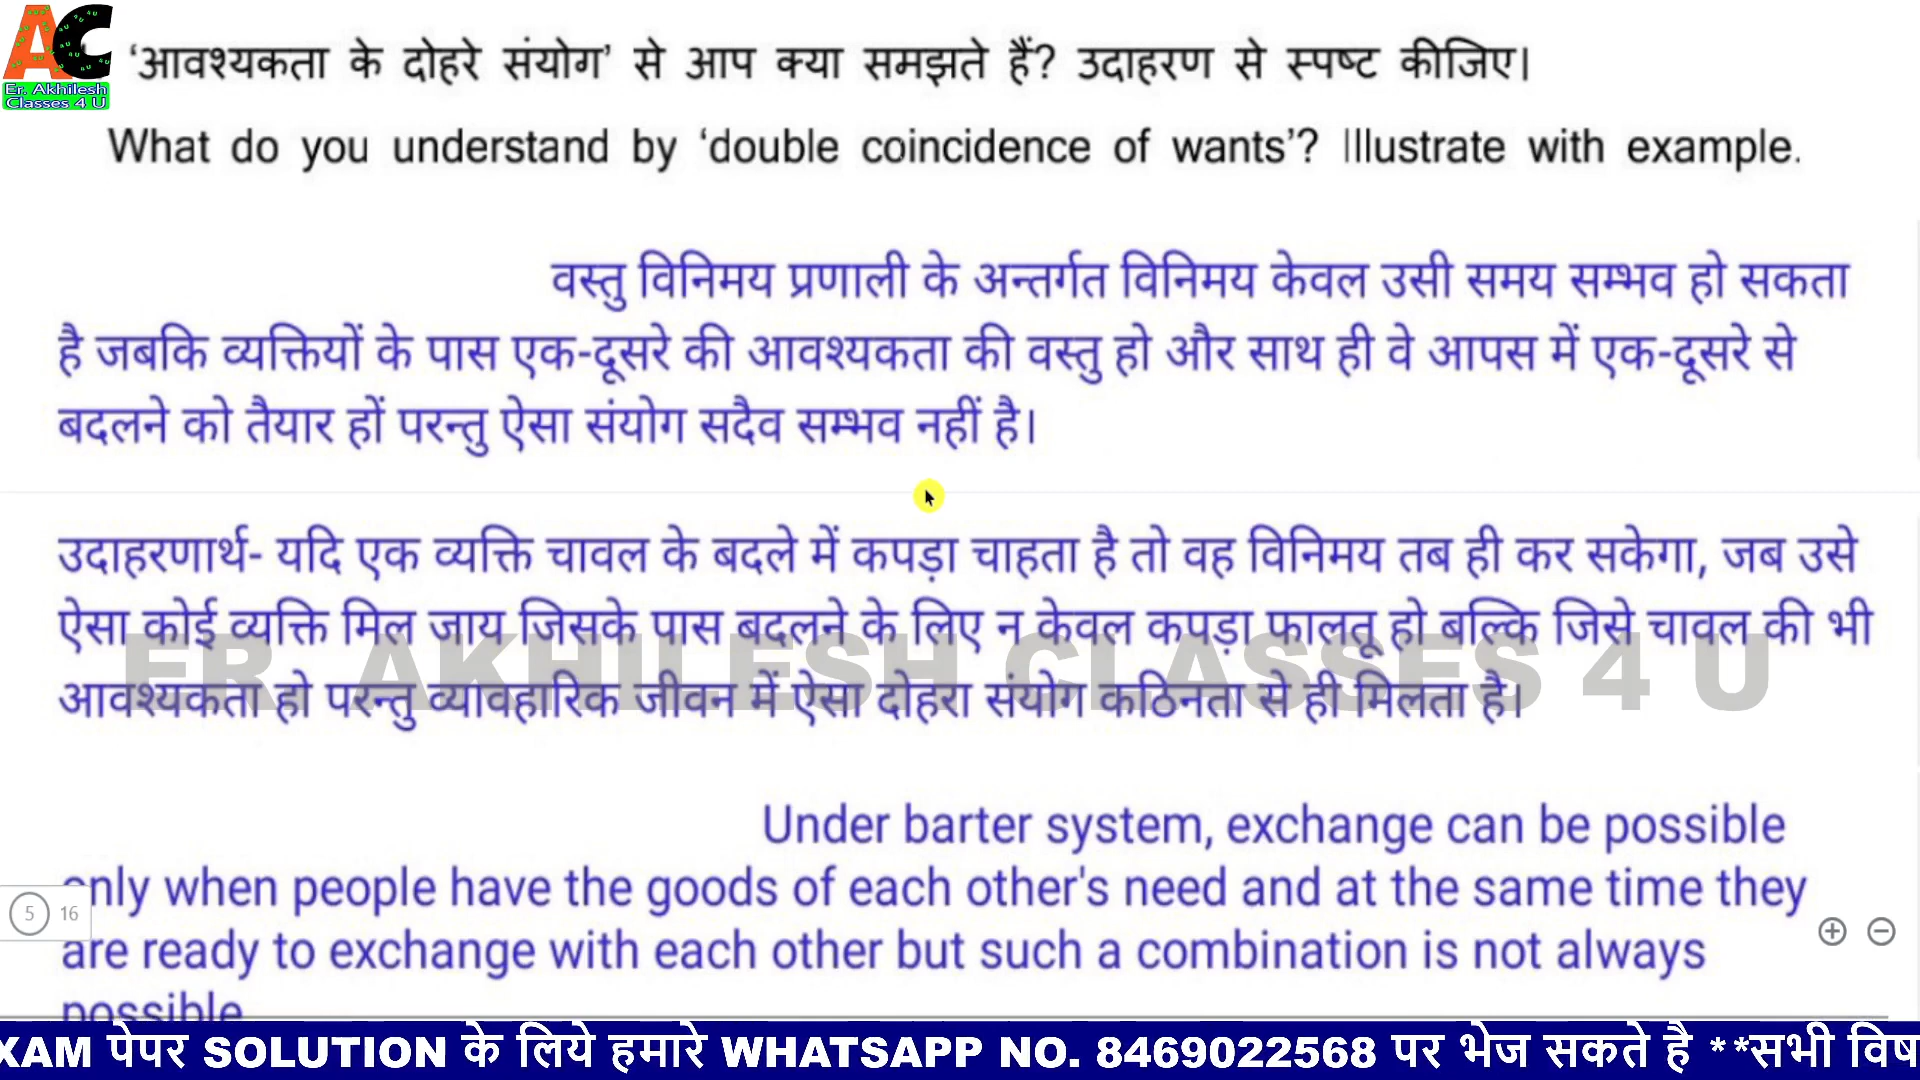 AC
Er. Akhilesh
Classes 4 U
‘आवश्यकता के दोहरे संयोग’ से आप क्या समझते हैं? उदाहरण से स्पष्ट कीजिए।
What do you understand by ‘double coincidence of wants’? Illustrate with example.
वस्तु विनिमय प्रणाली के अन्तर्गत विनिमय केवल उसी समय सम्भव हो सकता
है जबकि व्यक्तियों के पास एक-दूसरे की आवश्यकता की वस्तु हो और साथ ही वे आपस में एक-दूसरे से
बदलने को तैयार हों परन्तु ऐसा संयोग सदैव सम्भव नहीं है।
उदाहरणार्थ- यदि एक व्यक्ति चावल के बदले में कपड़ा चाहता है तो वह विनिमय तब ही कर सकेगा, जब उसे
ऐसा कोई व्यक्ति मिल जाय जिसके पास बदलने के लिए न केवल कपड़ा फालतू हो बल्कि जिसे चावल की भी
ER. AKHILESH CLASSES 4 U
आवश्यकता हो परन्तु व्यावहारिक जीवन में ऐसा दोहरा संयोग कठिनता से ही मिलता है।
Under barter system, exchange can be possible
only when people have the goods of each other's need and at the same time they
5 16
are ready to exchange with each other but such a combination is not always
possible
XAM पेपर SOLUTION के लिये हमारे WHATSAPP NO. 8469022568 पर भेज सकते है **सभी विष